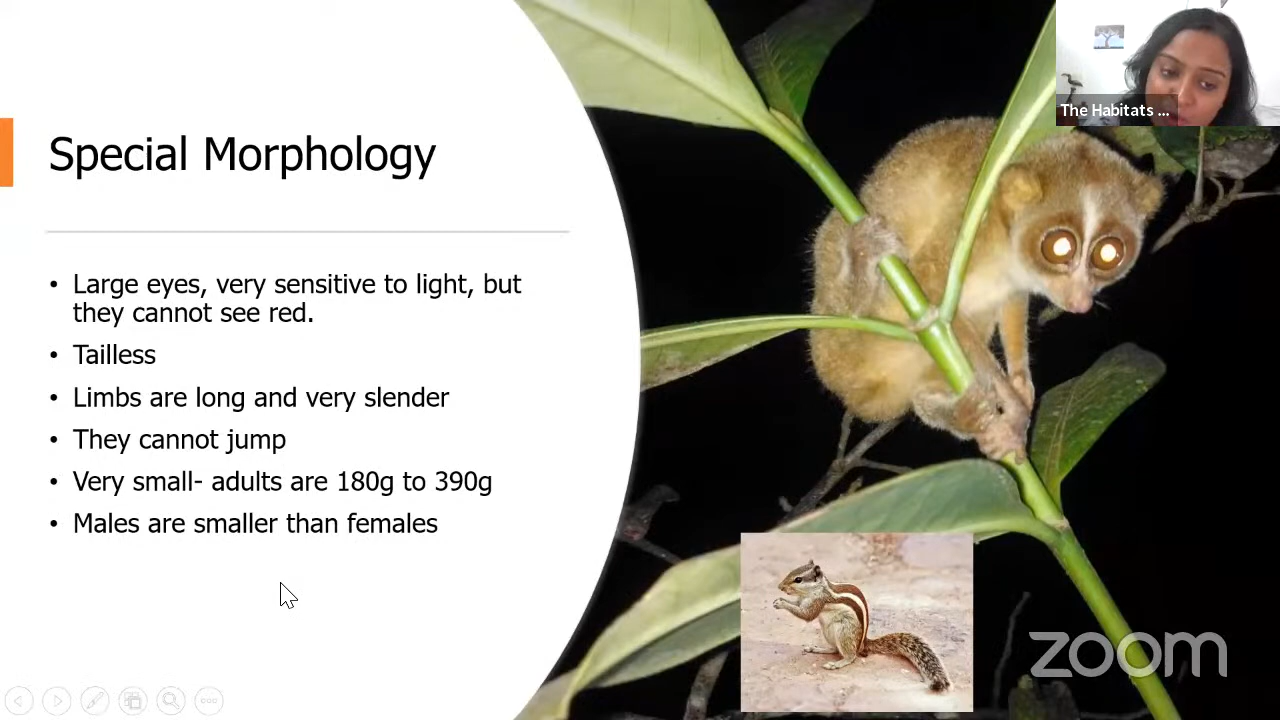 The Habitats ...
Special Morphology
• Large eyes, very sensitive to light, but
they cannot see red.
• Tailless
• Limbs are long and very slender
• They cannot jump
• Very small- adults are 180g to 390g
• Males are smaller than females
zoom